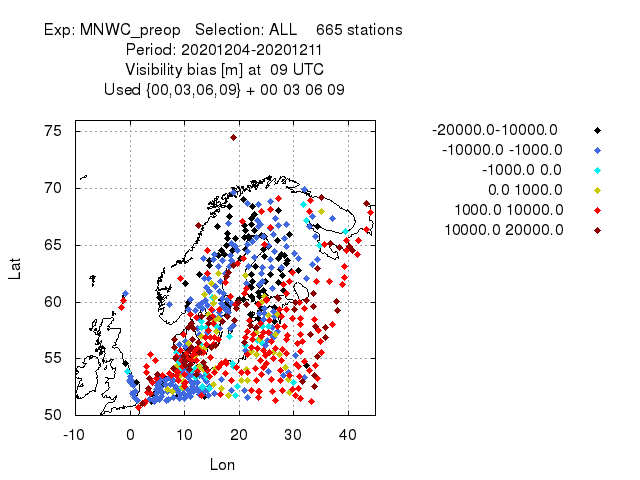 Exp: MNWC_preop   Selection: ALL    665 stations
Period: 20201204-20201211
Visibility bias [m] at  09 UTC
Used {00,03,06,09} + 00 03 06 09
-20000.0-10000.0
-10000.0 -1000.0
-1000.0 0.0
0.0 1000.0
1000.0 10000.0
10000.0 20000.0
75
70
65
60
55
50
Lat
-10 0 10 20 30 40
Lon